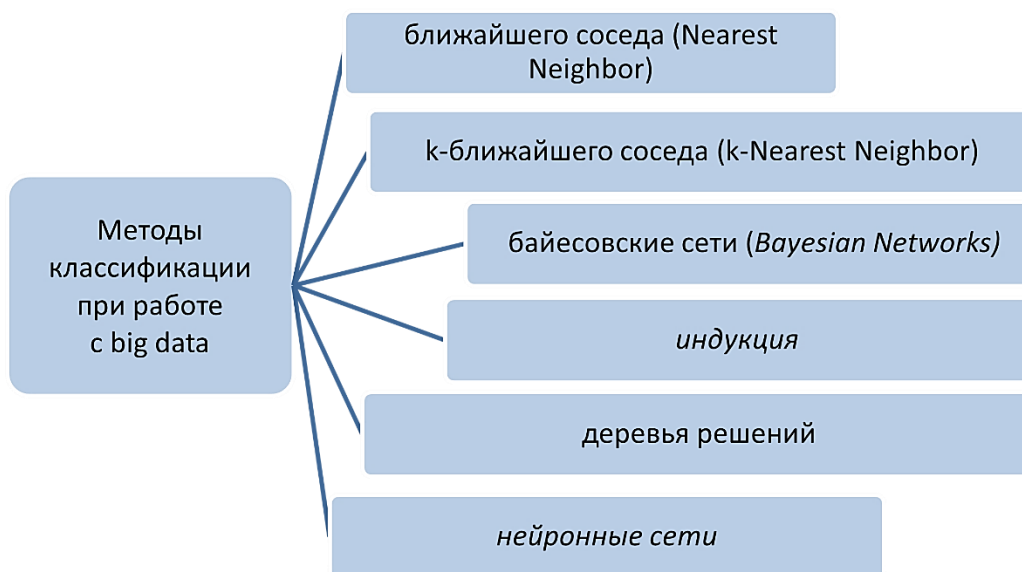 ближайшего соседа (Nearest
Neighbor)
k-ближайшего соседа (k-Nearest Neighbor)
Методы
классификации
при работе
с big data
байесовские сети (Bayesian Networks)
индукция
деревья решений
нейронные сети